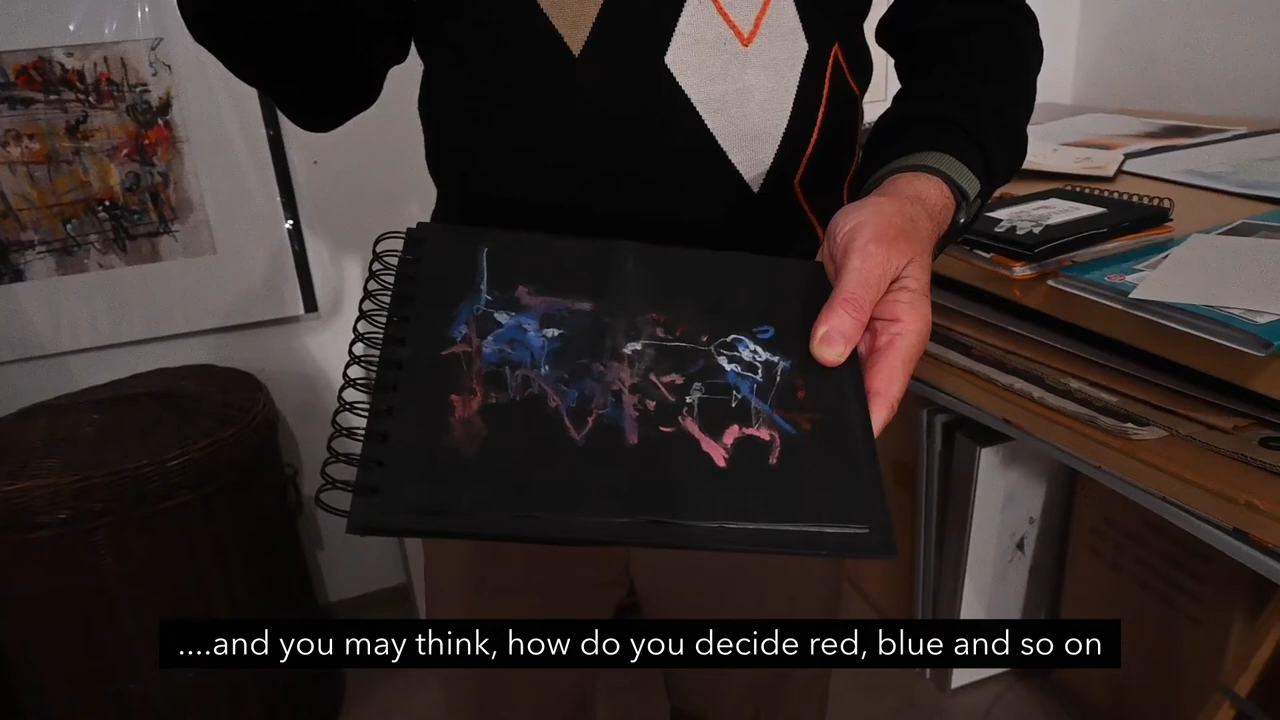 ....and you may think, how do you decide red, blue and so on